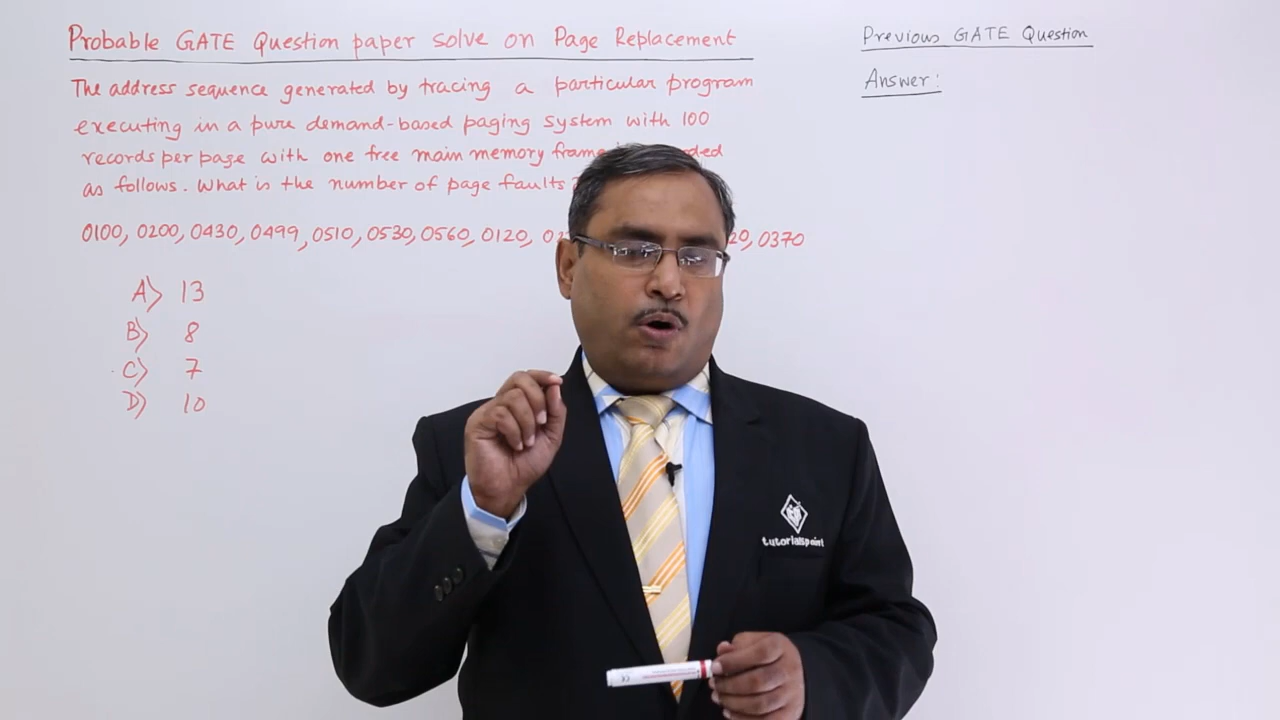 Probable GATE Question paper solve on Page Replacement
The address sequence generated by tracing a particular program
executing in a pure demand-based paging system with 100
records per page with one free main memory
as follows. What is the number of page faults
0100, 0200, 0430, 0499, 0510, 0530, 0560, 0120, 0370
A) 13
B) 8
C) 7
D) 10
Previous GATE Question
Answer:
tutorialspoint